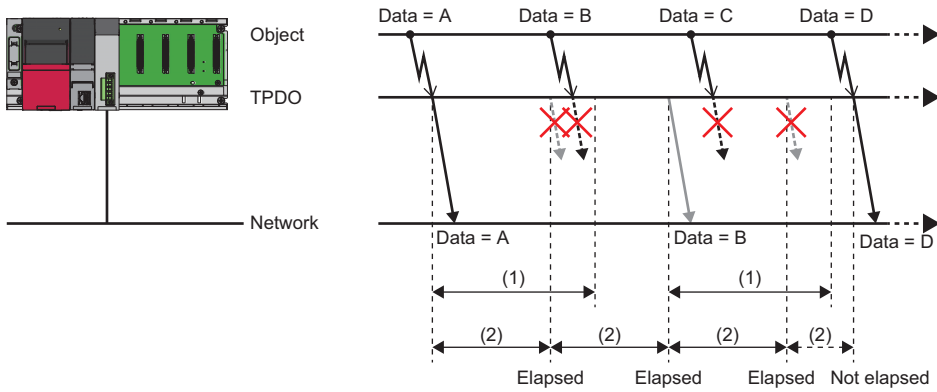 Data = A Data = B Data = C Data = D
Object
TPDO
Network
Data = A Data = B Data = D
(1) (1)
(2) (2) (2) (2)
Elapsed Elapsed Elapsed Not elapsed